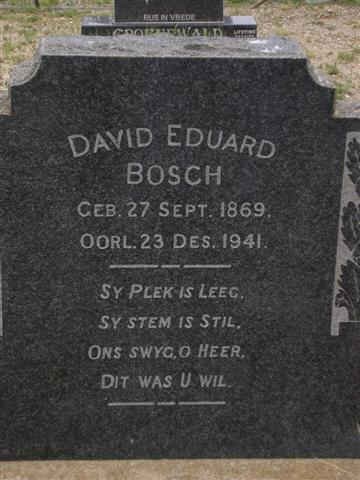 RUS IN VREDE
GROENEWALD
DAVID EDUARD
BOSCH
GEB. 27 SEPT. 1869.
OORL. 23 DES. 1941.
SY PLEK IS LEEG,
SY STEM IS STIL,
ONS SWYG, O HEER,
DIT WAS U WIL.